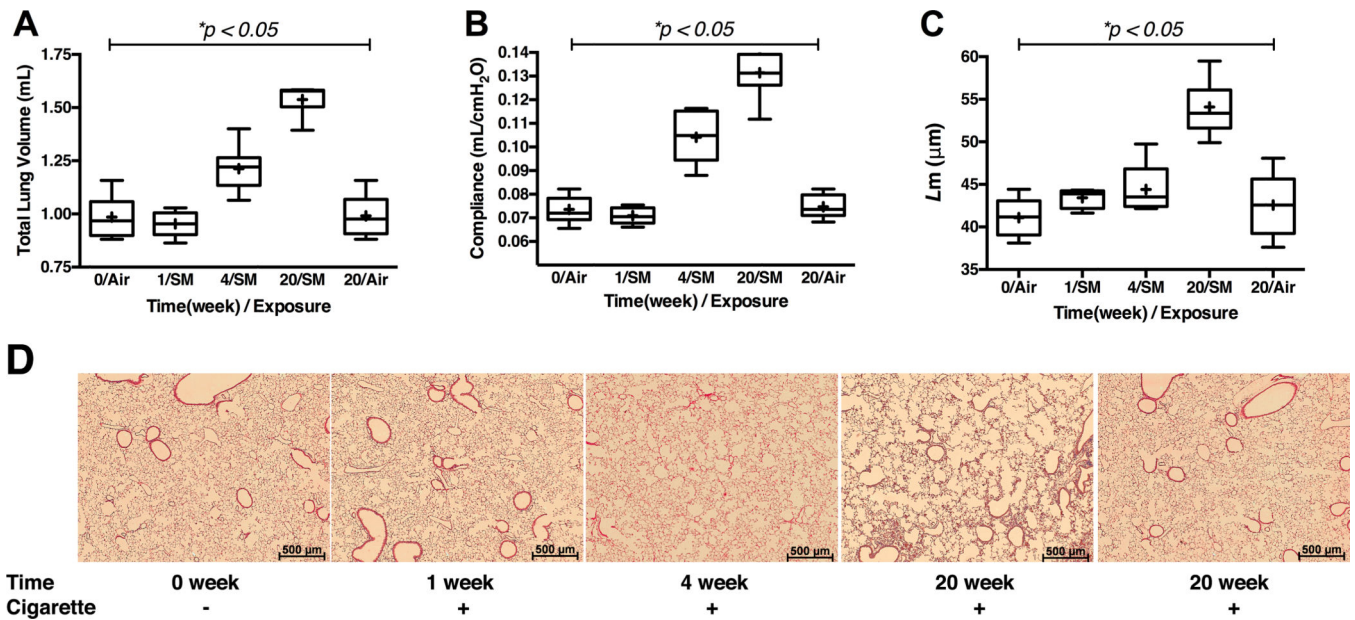 A
*p < 0.05
Total Lung Volume (mL)
1.75
1.50
1.25
1.00
0.75
0/Air 1/SM 4/SM 20/SM 20/Air
Time(week) / Exposure
B
*p < 0.05
Compliance (mL/cmH₂O)
0.14
0.13
0.12
0.11
0.10
0.09
0.08
0.07
0.06
0/Air 1/SM 4/SM 20/SM 20/Air
Time(week) / Exposure
C
*p < 0.05
Lm (µm)
60
55
50
45
40
35
0/Air 1/SM 4/SM 20/SM 20/Air
Time(week) / Exposure
D
500 µm 500 µm 500 µm 500 µm 500 µm
Time 0 week 1 week 4 week 20 week 20 week
Cigarette - + + + +